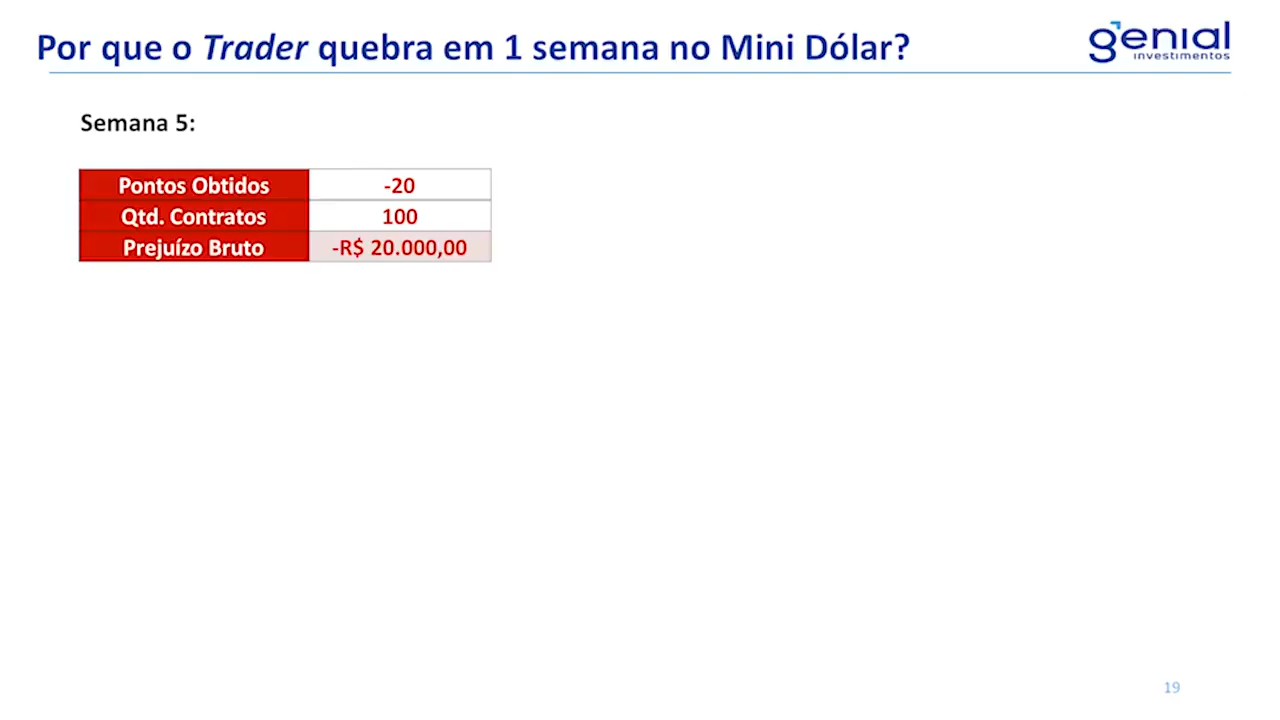 Por que o Trader quebra em 1 semana no Mini Dólar?
genial
investimentos
Semana 5:
Pontos Obtidos -20
Qtd. Contratos 100
Prejuízo Bruto -R$ 20.000,00
19